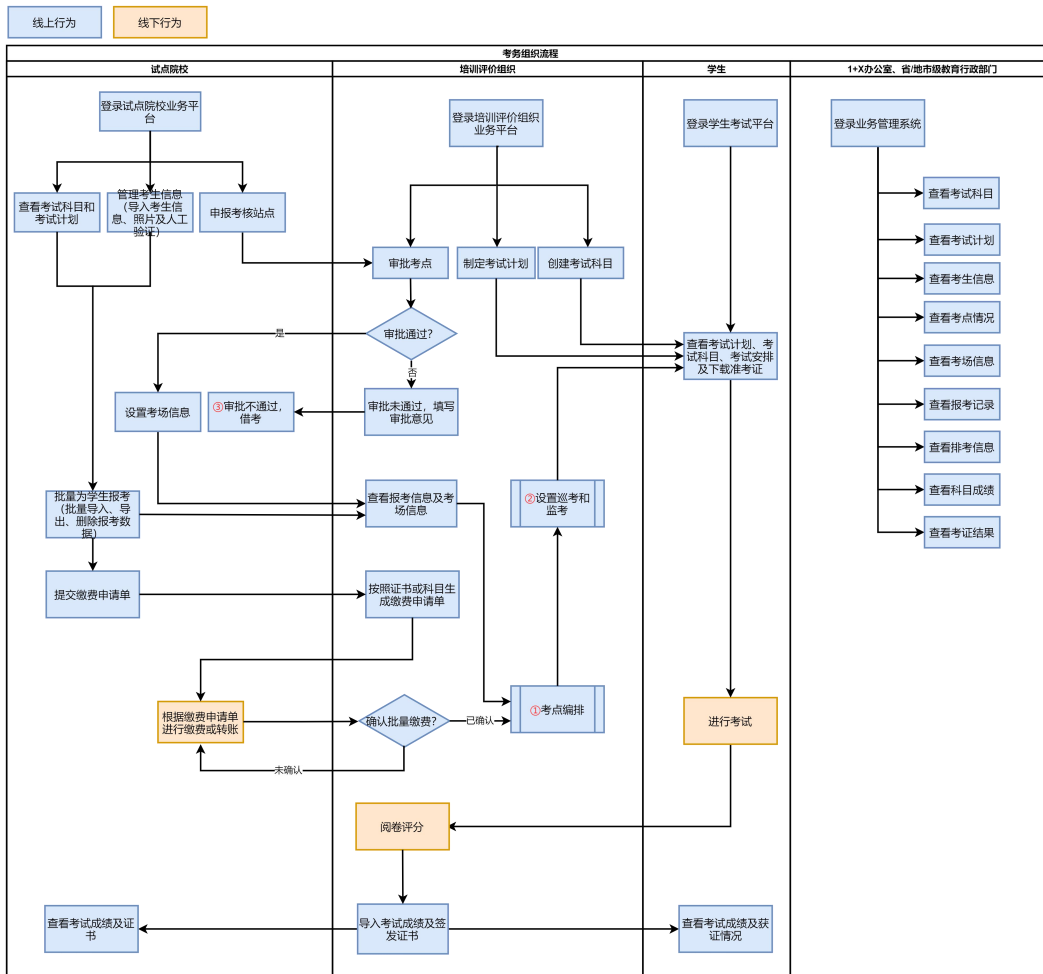 线上行为
线下行为
考务组织流程
试点院校
培训评价组织
学生
1+X办公室、省/地市级教育行政部门
登录试点院校业务平
台
登录培训评价组织
业务平台
登录学生考试平台
登录业务管理系统
查看考试科目和
考试计划
管理考生信息
（导入考生信
息、照片及人工
验证）
申报考核站点
查看考试科目
查看考试计划
审批考点
制定考试计划
创建考试科目
查看考生信息
查看考点情况
审批通过?
是
否
查看考试计划、考
试科目、考试安排
及下载准考证
查看考场信息
设置考场信息
③审批不通过，
借考
审批未通过，填写
审批意见
查看报考记录
查看排考信息
批量为学生报考
（批量导入、导
出、删除报考数
据）
查看报考信息及考
场信息
②设置巡考和
监考
查看科目成绩
查看考证结果
提交缴费申请单
按照证书或科目生
成缴费申请单
根据缴费申请单
进行缴费或转账
确认批量缴费?
已确认
①考点编排
进行考试
未确认
阅卷评分
查看考试成绩及证
书
导入考试成绩及签
发证书
查看考试成绩及获
证情况